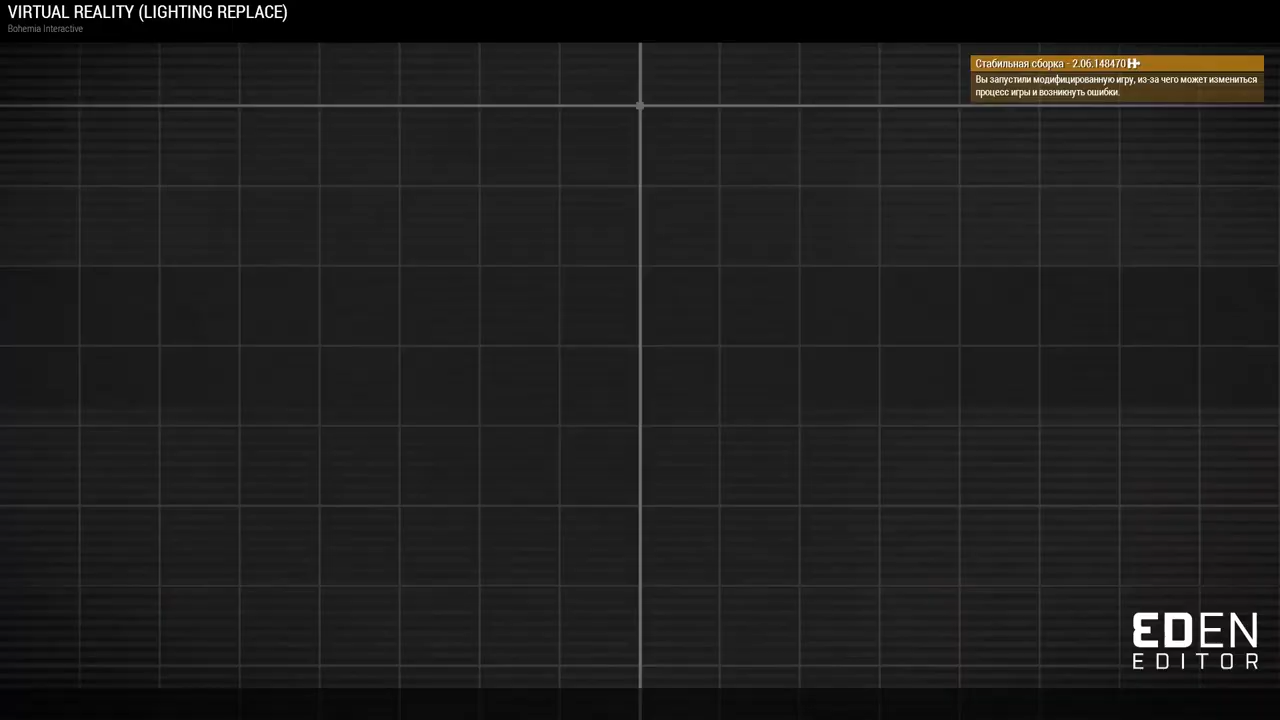 VIRTUAL REALITY (LIGHTING REPLACE)
Bohemia Interactive
Стабильная сборка - 2.06.148470
Вы запустили модифицированную игру, из-за чего может измениться
процесс игры и возникнуть ошибки.
EDEN
EDITOR